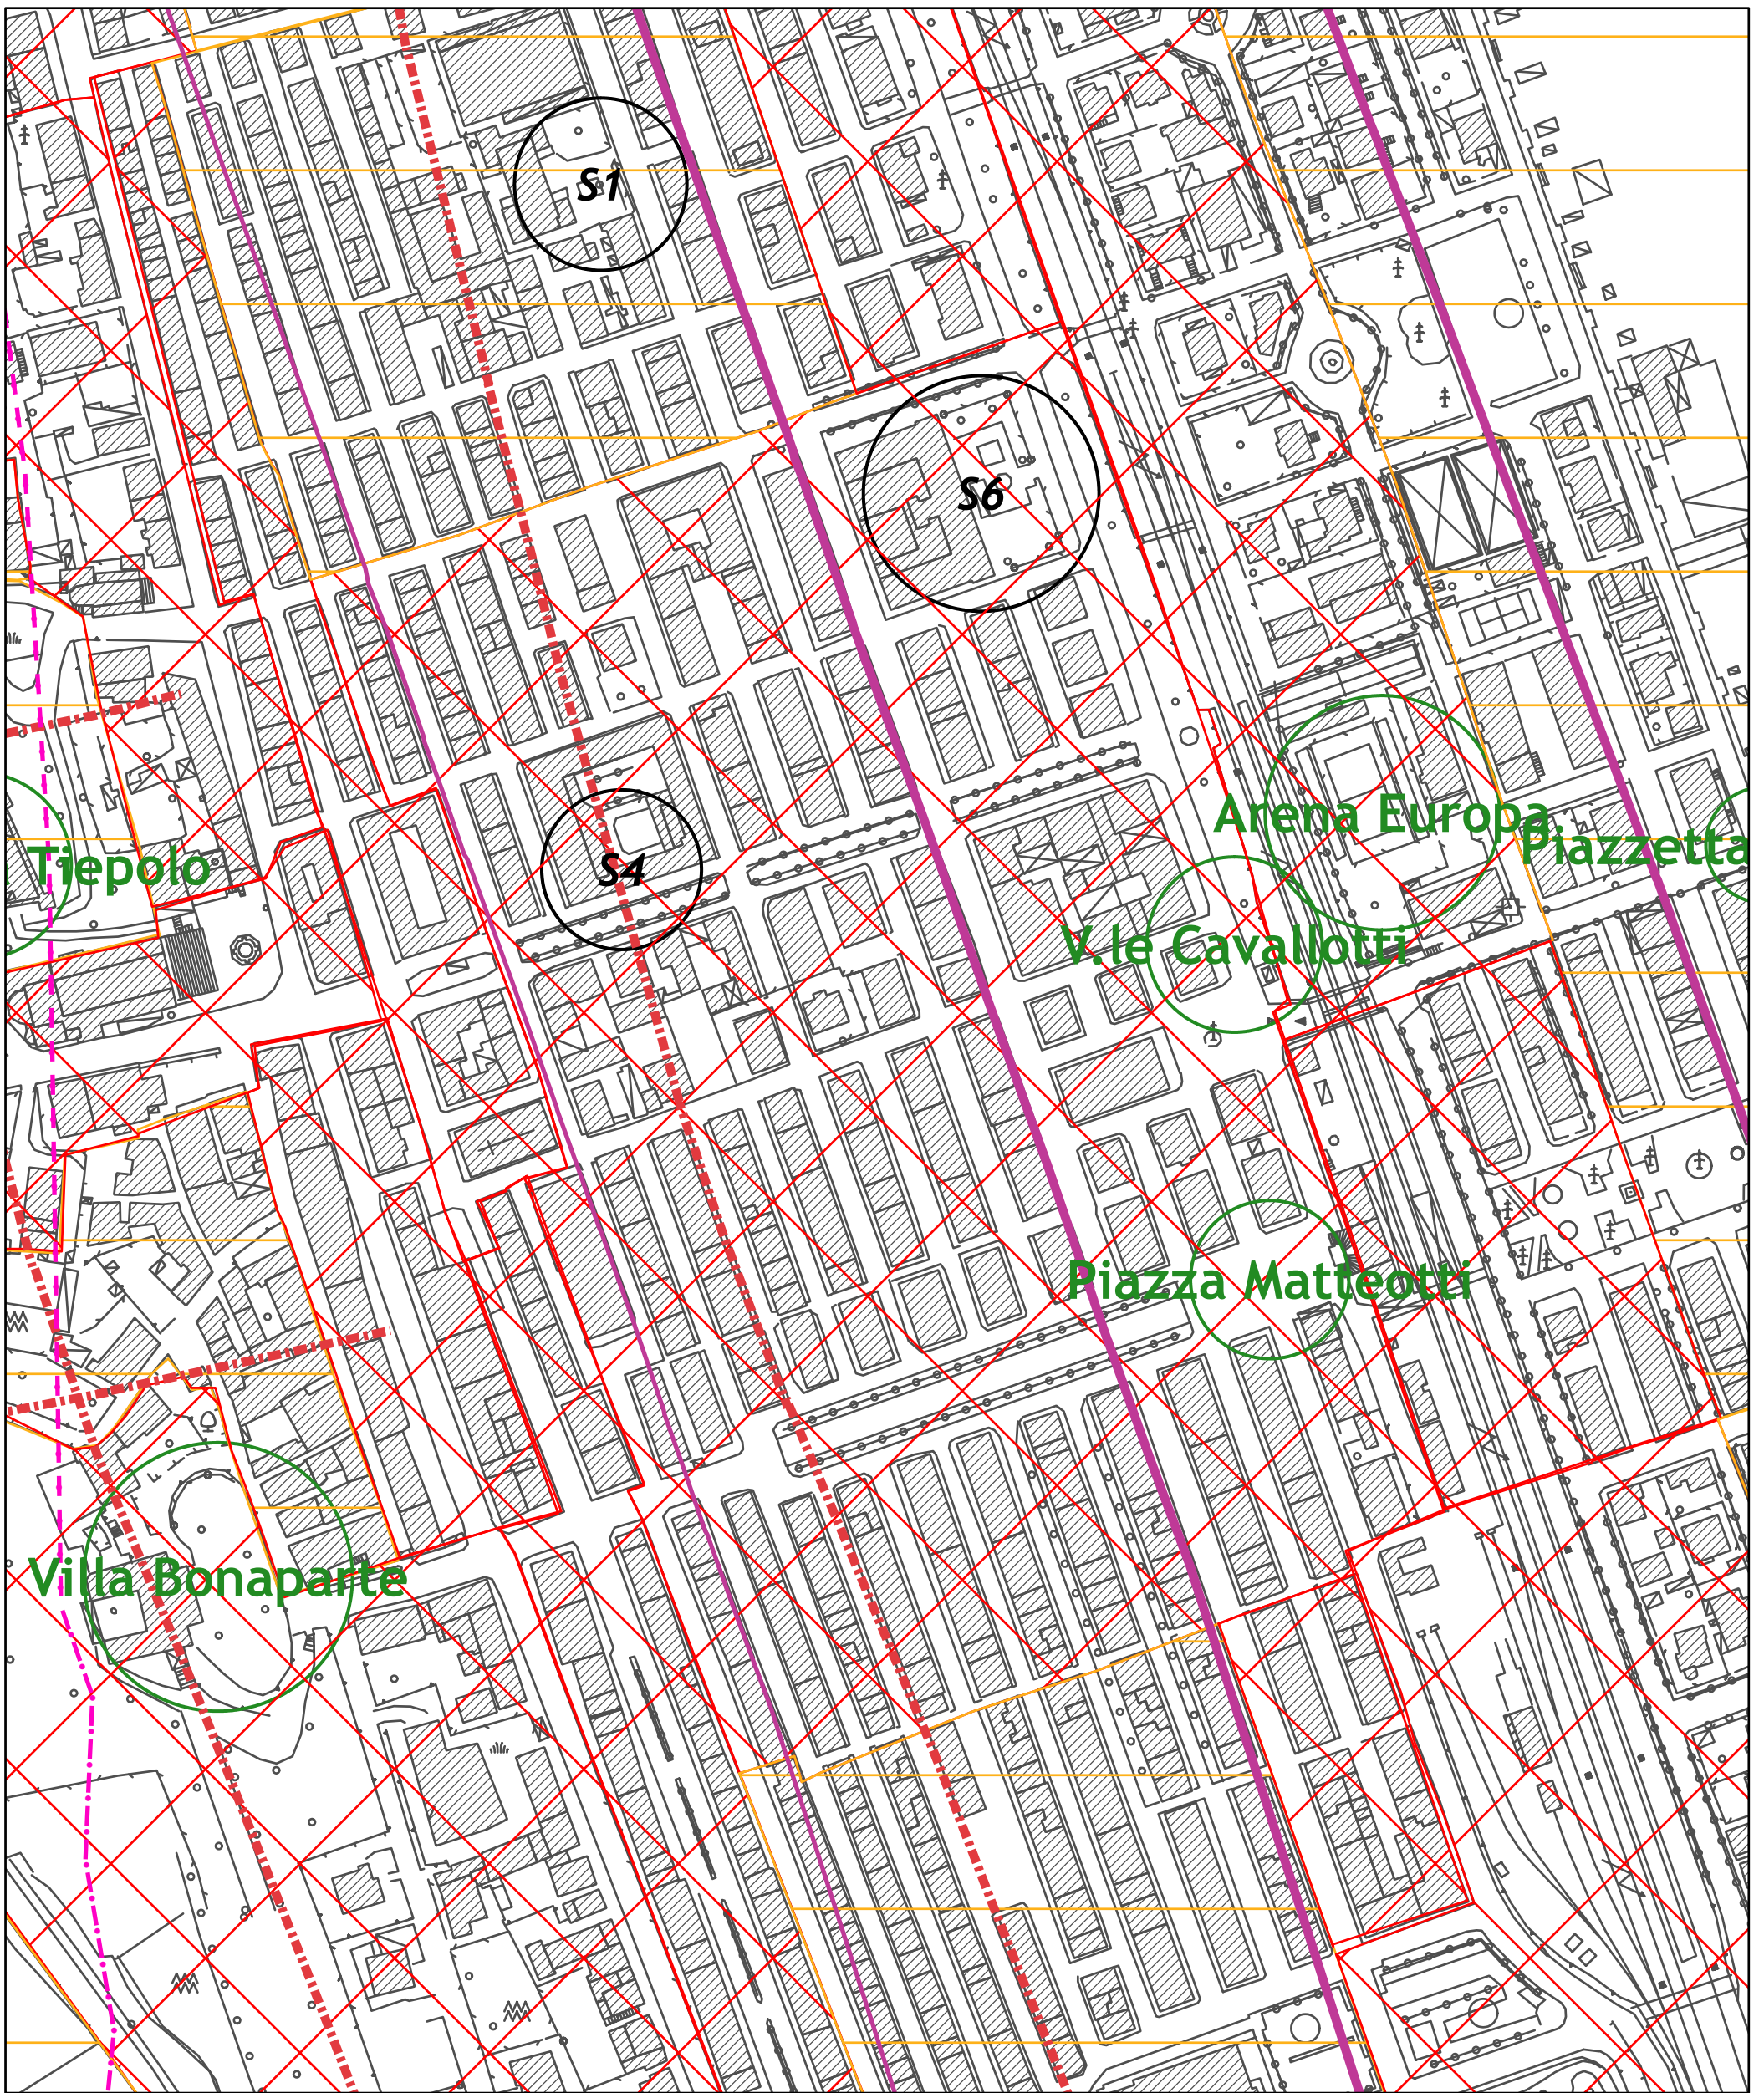 S1
S6
Arena Europa
Piazzetta
Tiepolo
S4
V.le Cavallotti
Piazza Matteotti
Villa Bonaparte